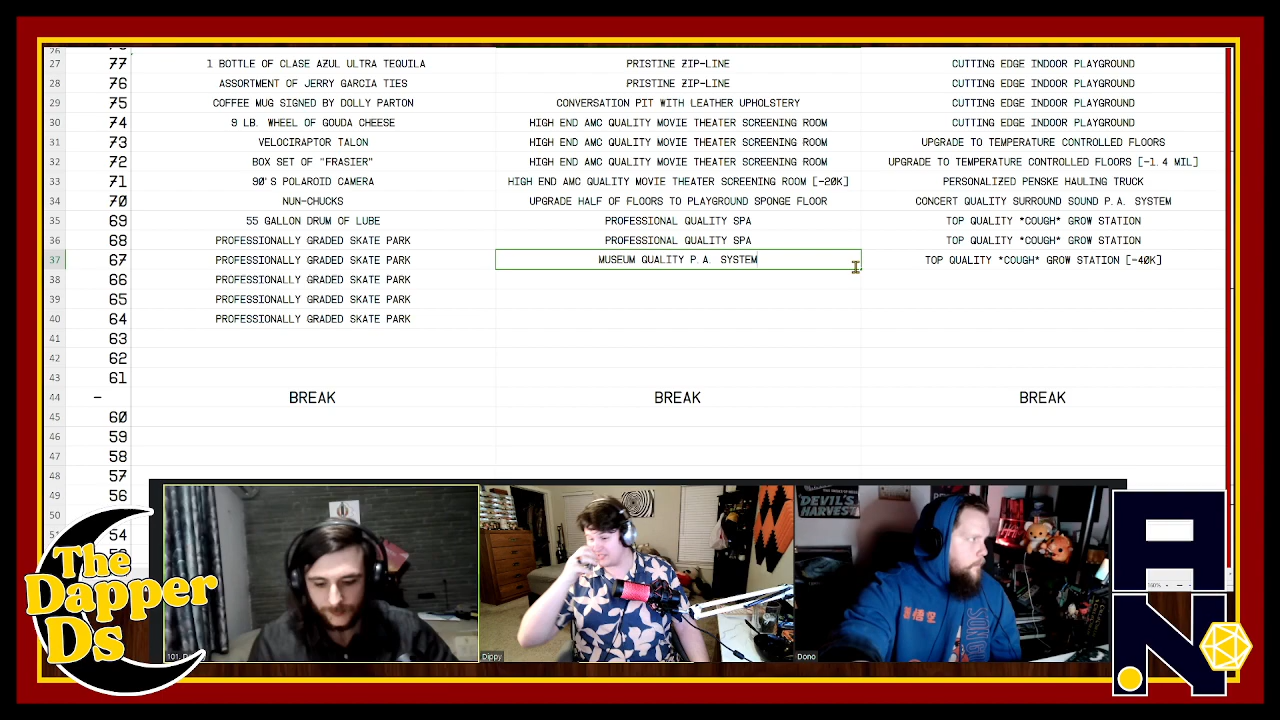 27 77 1 BOTTLE OF CLASE AZUL ULTRA TEQUILA PRISTINE ZIP-LINE CUTTING EDGE INDOOR PLAYGROUND
28 76 ASSORTMENT OF JERRY GARCIA TIES PRISTINE ZIP-LINE CUTTING EDGE INDOOR PLAYGROUND
29 75 COFFEE MUG SIGNED BY DOLLY PARTON CONVERSATION PIT WITH LEATHER UPHOLSTERY CUTTING EDGE INDOOR PLAYGROUND
30 74 9 LB. WHEEL OF GOUDA CHEESE HIGH END AMC QUALITY MOVIE THEATER SCREENING ROOM CUTTING EDGE INDOOR PLAYGROUND
31 73 VELOCIRAPTOR TALON HIGH END AMC QUALITY MOVIE THEATER SCREENING ROOM UPGRADE TO TEMPERATURE CONTROLLED FLOORS
32 72 BOX SET OF "FRASIER" HIGH END AMC QUALITY MOVIE THEATER SCREENING ROOM UPGRADE TO TEMPERATURE CONTROLLED FLOORS [-1.4 MIL]
33 71 90'S POLAROID CAMERA HIGH END AMC QUALITY MOVIE THEATER SCREENING ROOM [-20K] PERSONALIZED PENSKE HAULING TRUCK
34 70 NUN-CHUCKS UPGRADE HALF OF FLOORS TO PLAYGROUND SPONGE FLOOR CONCERT QUALITY SURROUND SOUND P.A. SYSTEM
35 69 55 GALLON DRUM OF LUBE PROFESSIONAL QUALITY SPA TOP QUALITY *COUGH* GROW STATION
36 68 PROFESSIONALLY GRADED SKATE PARK PROFESSIONAL QUALITY SPA TOP QUALITY *COUGH* GROW STATION
37 67 PROFESSIONALLY GRADED SKATE PARK MUSEUM QUALITY P.A. SYSTEM TOP QUALITY *COUGH* GROW STATION [-40K]
38 66 PROFESSIONALLY GRADED SKATE PARK
39 65 PROFESSIONALLY GRADED SKATE PARK
40 64 PROFESSIONALLY GRADED SKATE PARK
41 63
42 62
43 61
44 - BREAK BREAK BREAK
45 60
46 59
47 58
48 57
49 56
50
54
The
Dapper
Ds
DEVIL'S
HARVEST
Dippy
Dono
孫悟空
AN